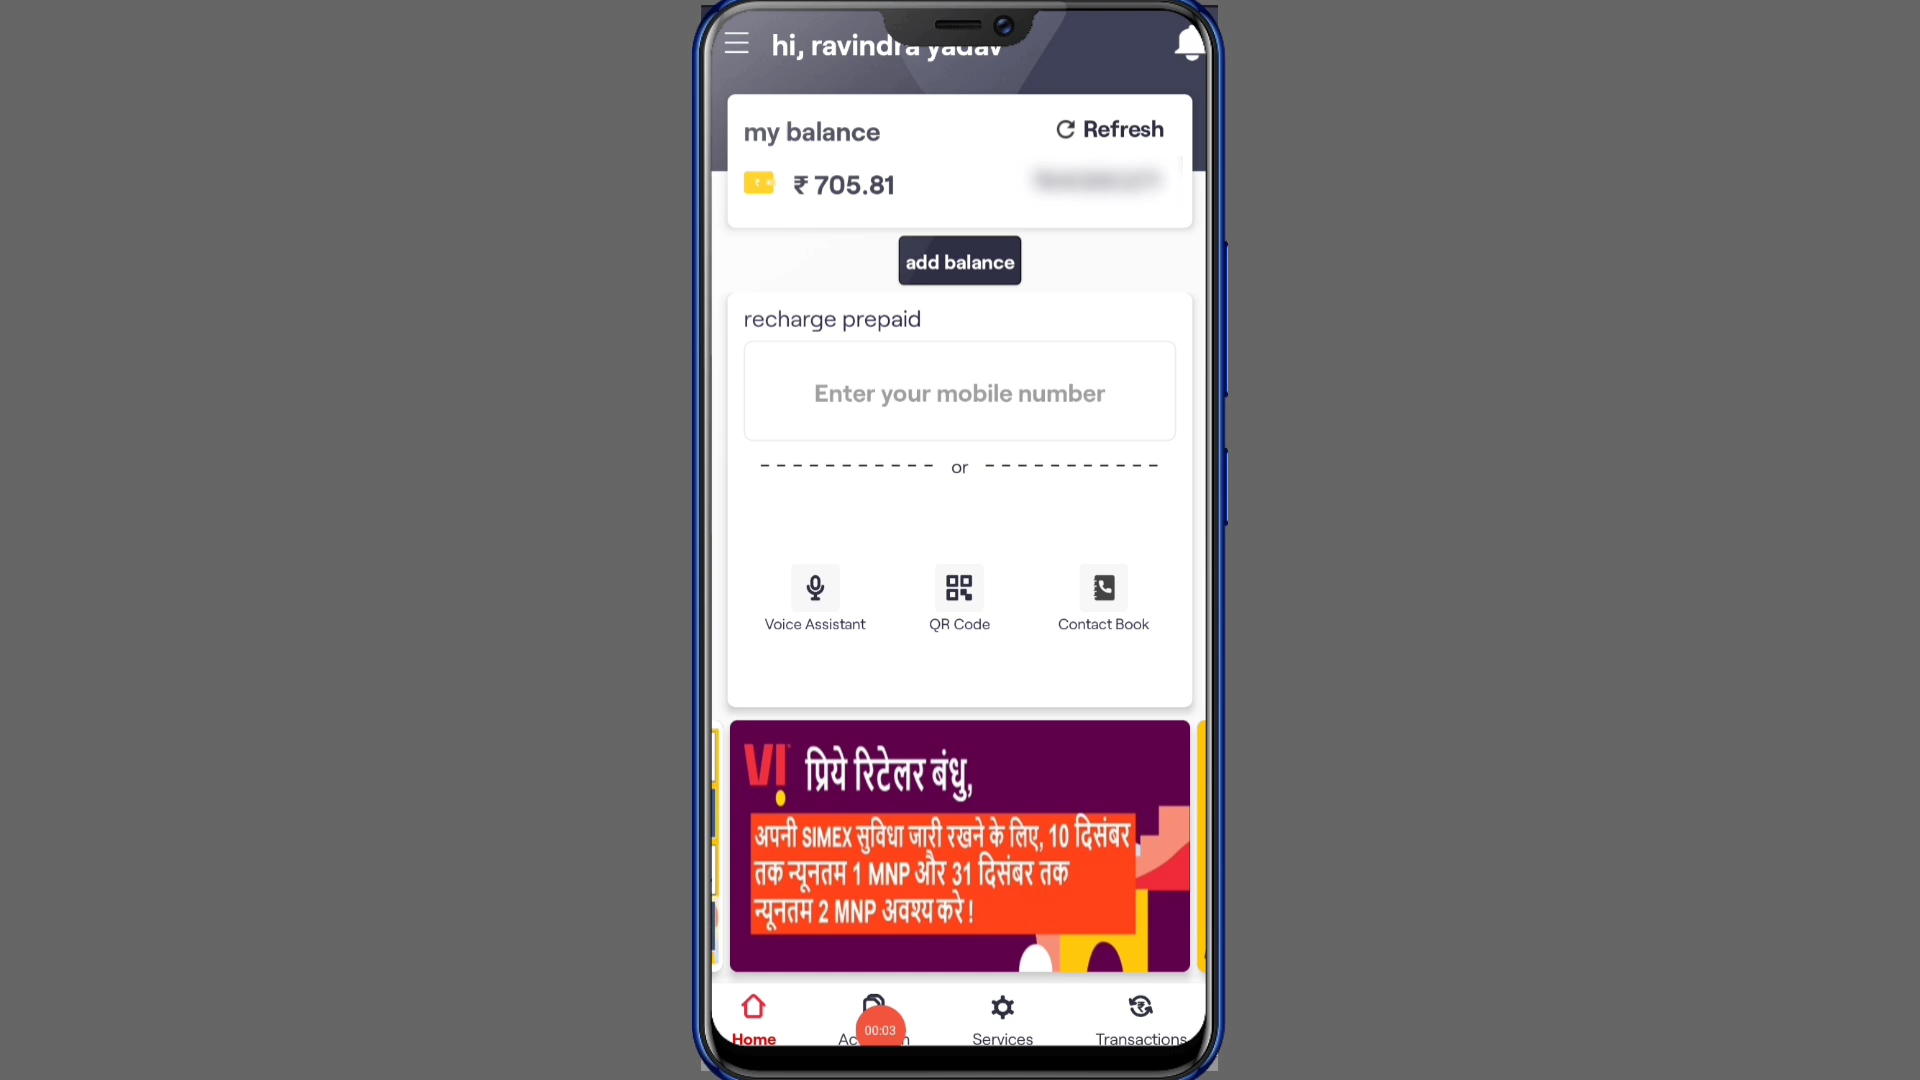 hi, ravindra yadav
my balance
Refresh
₹ 705.81
add balance
recharge prepaid
Enter your mobile number
or
Voice Assistant
QR Code
Contact Book
VI
प्रिये रिटेलर बंधु,
अपनी SIMEX सुविधा जारी रखने के लिए, 10 दिसंबर
तक न्यूनतम 1 MNP और 31 दिसंबर तक
न्यूनतम 2 MNP अवश्य करे !
00:03
Home
Services
Transactions